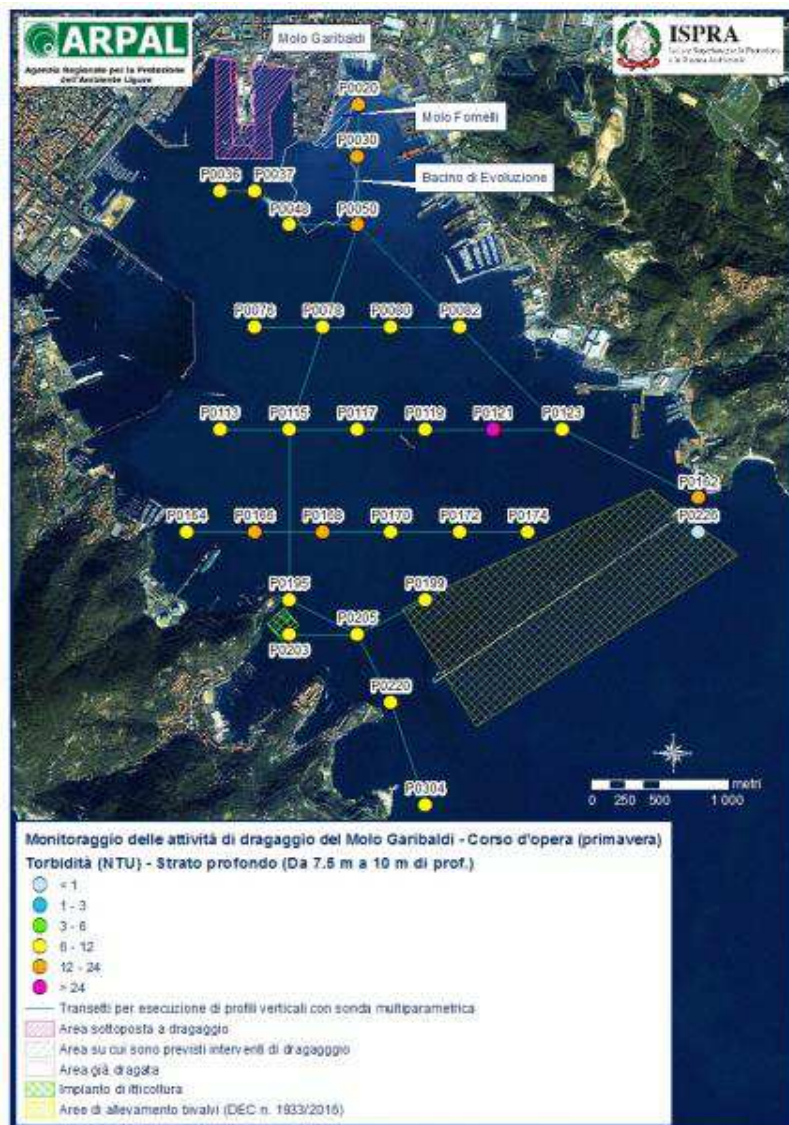 ARPAL
Agenzia Regionale per la Protezione
dell'Ambiente Ligure
Molo Garibaldi
ISPRA
P0020
Molo Fornelli
P0030
Bacino di Evoluzione
P0036
P0037
P0048
P0050
P0076
P0078
P0080
P0082
P0113
P0115
P0117
P0119
P0121
P0123
P0162
P0164
P0166
P0168
P0170
P0172
P0174
P0226
P0195
P0199
P0205
P0203
P0220
P0304
metri
0 250 500 1 000
Monitoraggio delle attività di dragaggio del Molo Garibaldi - Corso d'opera (primavera)
Torbidità (NTU) - Strato profondo (Da 7.5 m a 10 m di prof.)
< 1
1 - 3
3 - 6
6 - 12
12 - 24
> 24
Transetti per esecuzione di profili verticali con sonda multiparametrica
Area sottoposta a dragaggio
Area su cui sono previsti interventi di dragagggio
Area già dragata
Impianto di itticoltura
Aree di allevamento bivalvi (DEC n. 1933/2016)